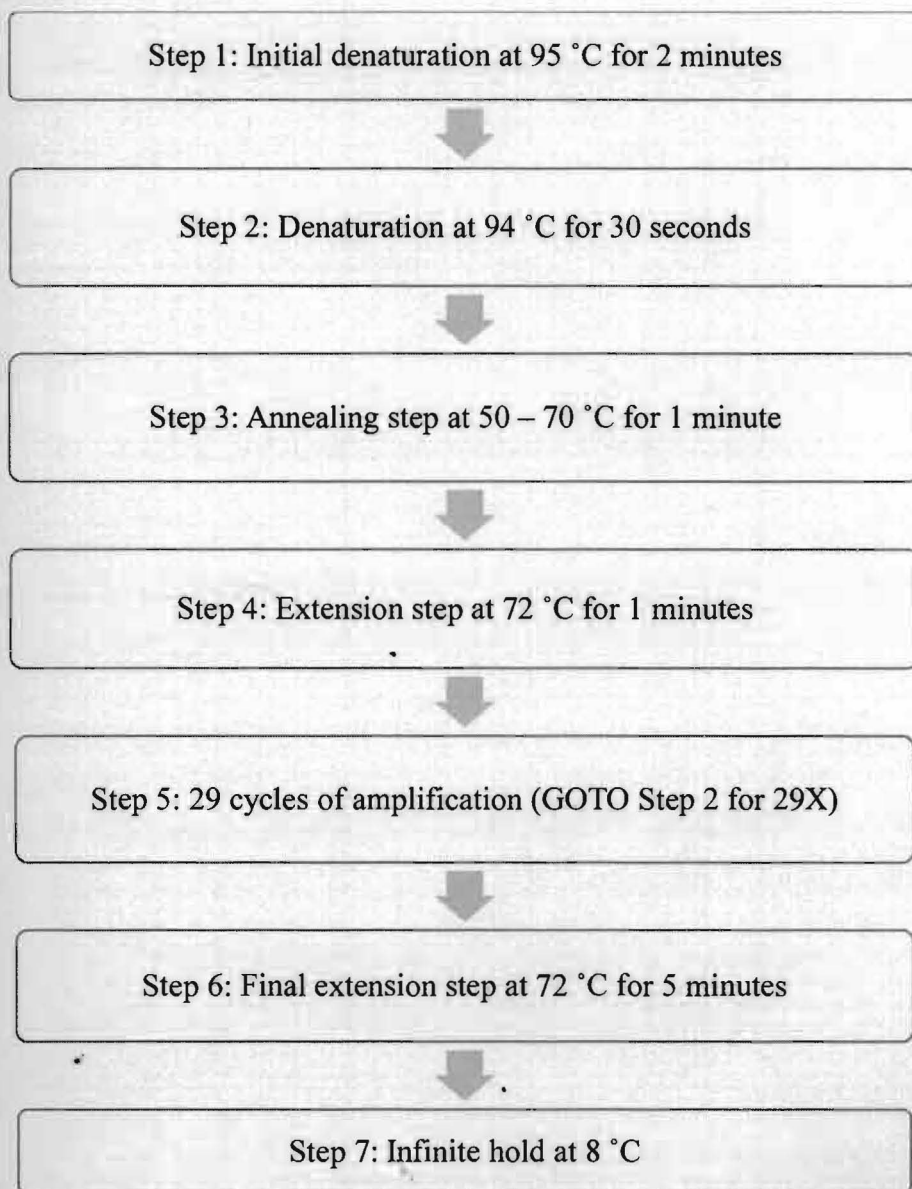 Step 1: Initial denaturation at 95 ˚C for 2 minutes
Step 2: Denaturation at 94 ˚C for 30 seconds
Step 3: Annealing step at 50 – 70 ˚C for 1 minute
Step 4: Extension step at 72 ˚C for 1 minutes
Step 5: 29 cycles of amplification (GOTO Step 2 for 29X)
Step 6: Final extension step at 72 ˚C for 5 minutes
Step 7: Infinite hold at 8 ˚C